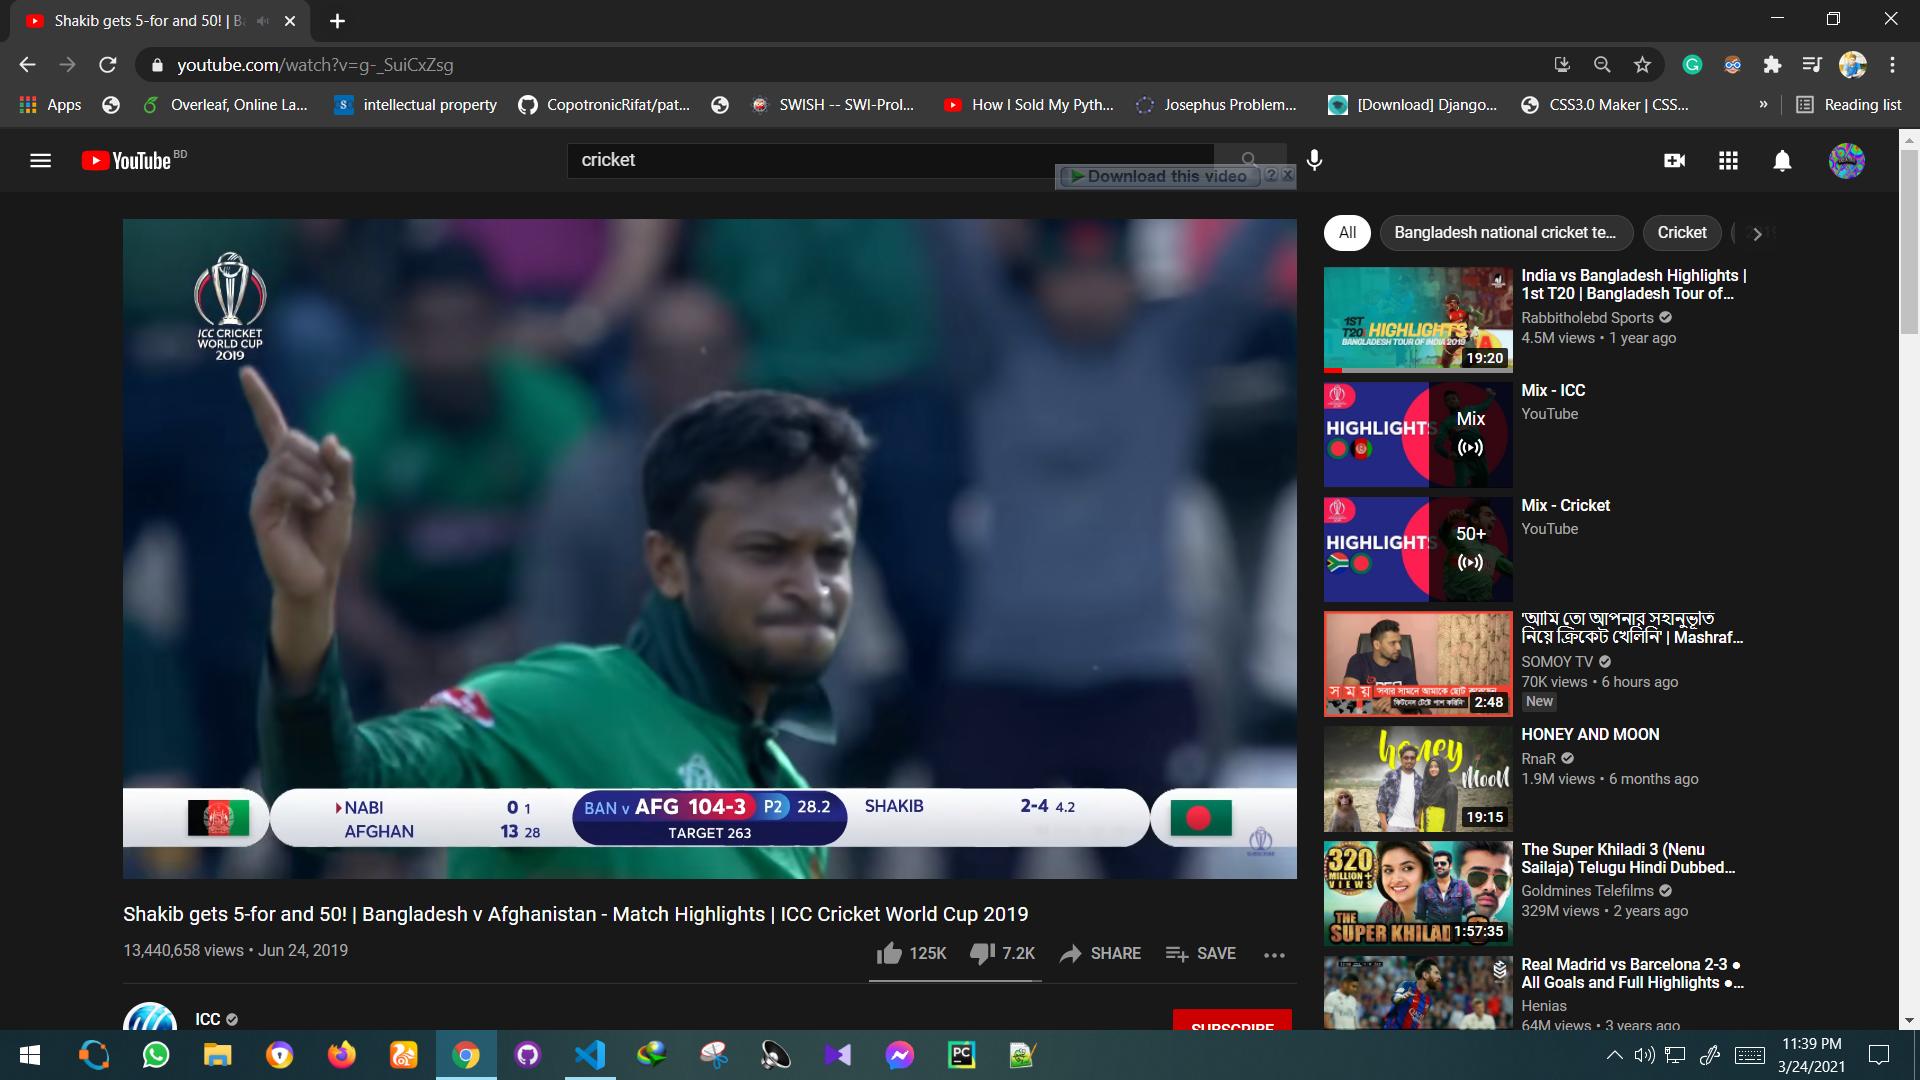 Shakib gets 5-for and 50! | Ba
youtube.com/watch?v=g-_SuiCxZsg
Apps
Overleaf, Online La...
intellectual property
CopotronicRifat/pat...
SWISH -- SWI-Prol...
How I Sold My Pyth...
Josephus Problem...
[Download] Django...
CSS3.0 Maker | CSS...
»
Reading list
YouTube BD
cricket
Download this video
ICC CRICKET
WORLD CUP
2019
NABI 0 1
AFGHAN 13 28
BAN v AFG 104-3 P2 28.2
TARGET 263
SHAKIB 2-4 4.2
Shakib gets 5-for and 50! | Bangladesh v Afghanistan - Match Highlights | ICC Cricket World Cup 2019
13,440,658 views • Jun 24, 2019
125K
7.2K
SHARE
SAVE
ICC
SUBSCRIBE
All
Bangladesh national cricket te...
Cricket
1ST
T20 HIGHLIGHTS
BANGLADESH TOUR OF INDIA 2019
19:20
India vs Bangladesh Highlights |
1st T20 | Bangladesh Tour of...
Rabbitholebd Sports
4.5M views • 1 year ago
HIGHLIGHTS
Mix
Mix - ICC
YouTube
HIGHLIGHTS
50+
Mix - Cricket
YouTube
সময়
2:48
'আমি তো আপনার সহানুভূতি
নিয়ে ক্রিকেট খেলিনি' | Mashraf...
SOMOY TV
70K views • 6 hours ago
New
honey
MooN
19:15
HONEY AND MOON
RnaR
1.9M views • 6 months ago
320
MILLION+
VIEWS
THE
SUPER KHILAD
1:57:35
The Super Khiladi 3 (Nenu
Sailaja) Telugu Hindi Dubbed...
Goldmines Telefilms
329M views • 2 years ago
Real Madrid vs Barcelona 2-3 ●
All Goals and Full Highlights ●...
Henias
64M views • 3 years ago
11:39 PM
3/24/2021